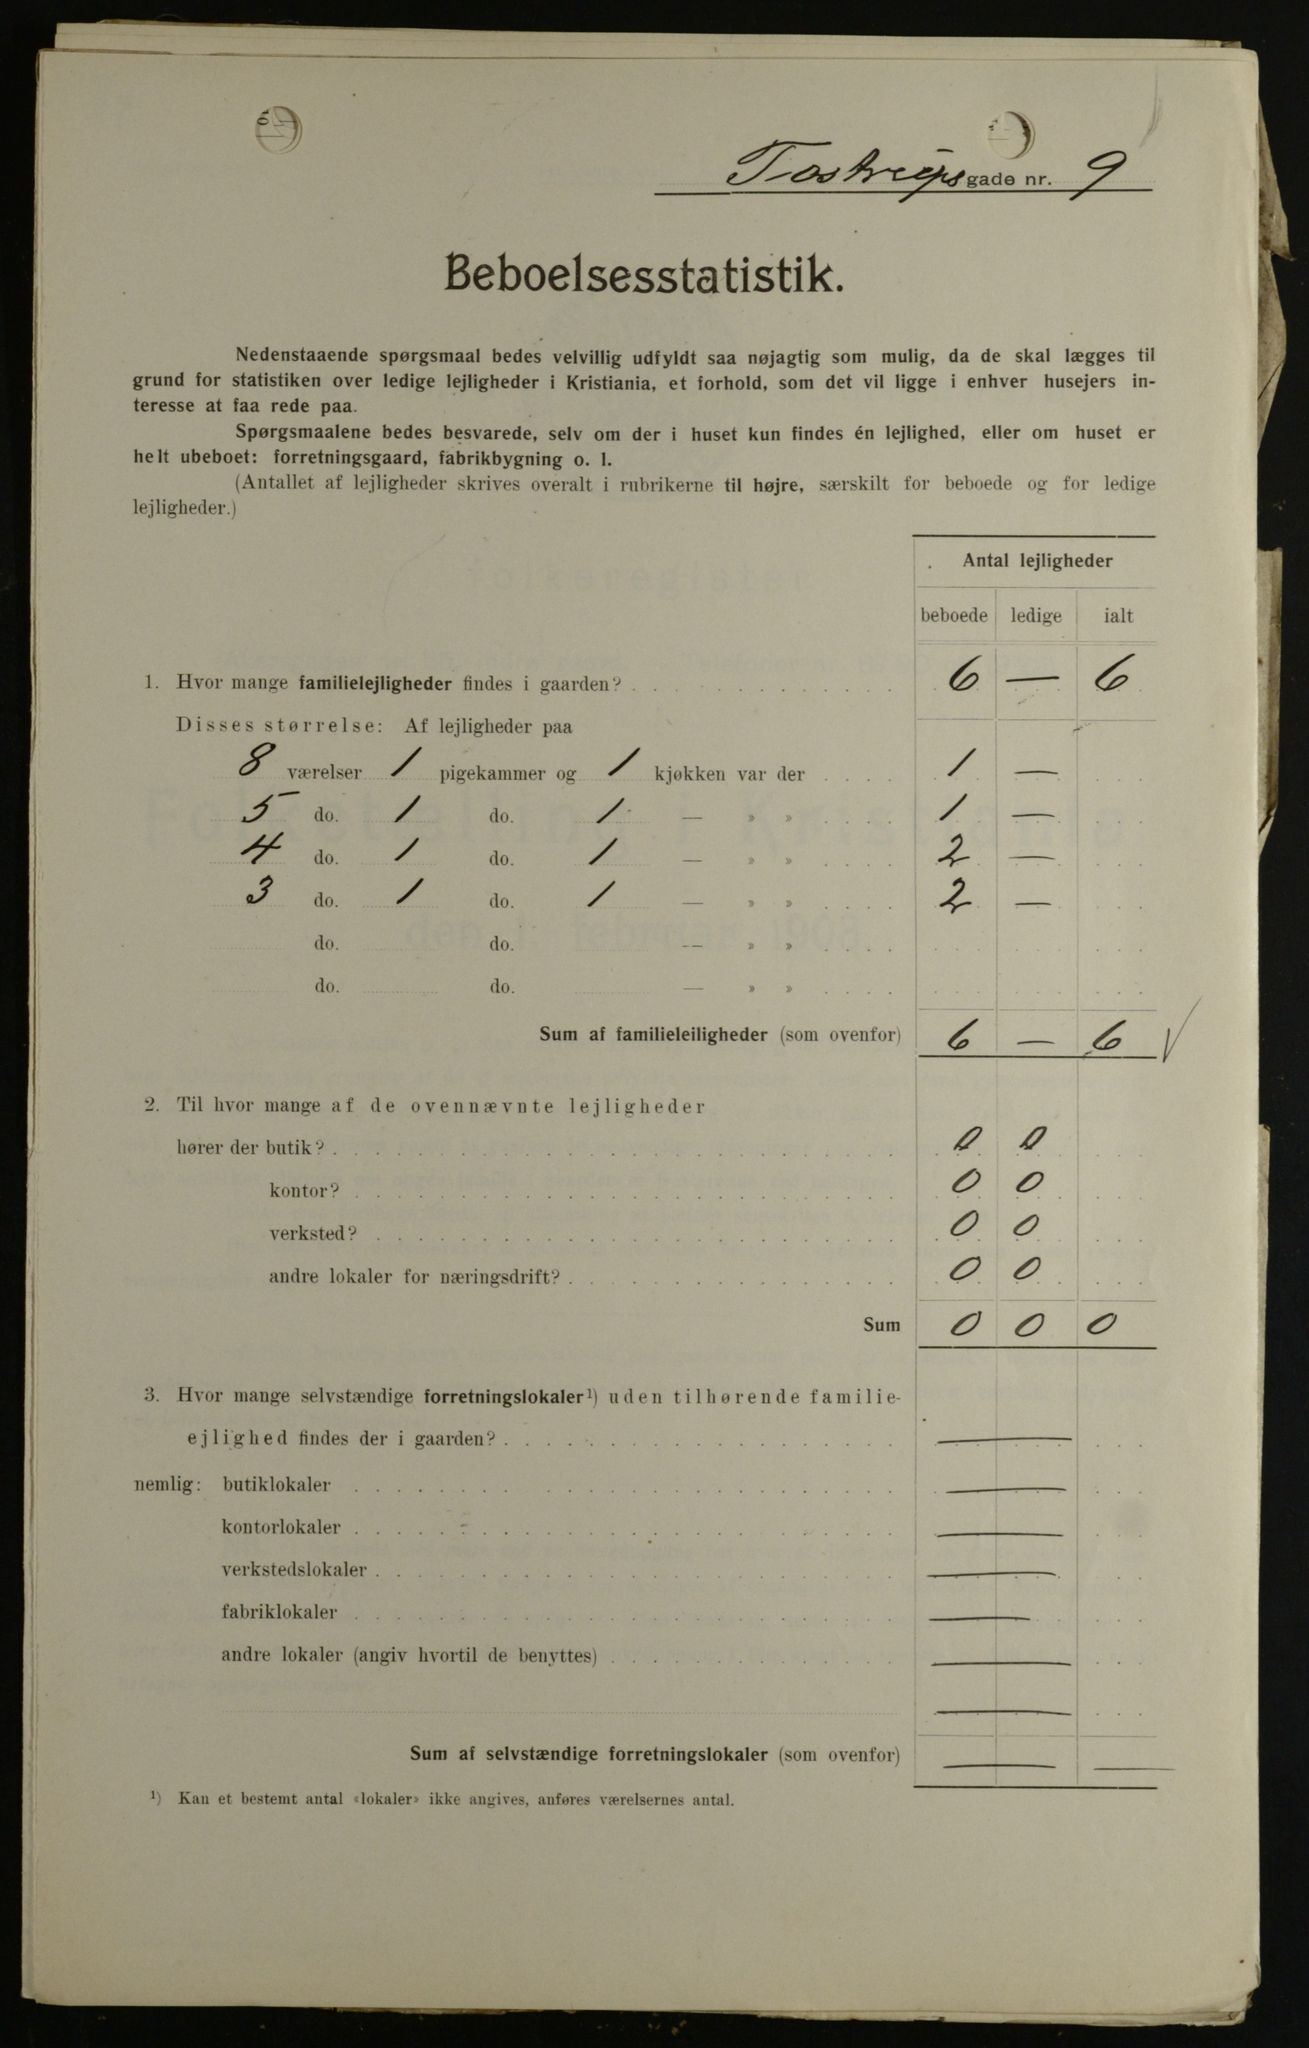 Tostrupsgade nr. 9
Beboelsesstatistik.
Nedenstaaende spørgsmaal bedes velvillig udfyldt saa nøjagtig som mulig, da de skal lægges til
grund for statistiken over ledige lejligheder i Kristiania, et forhold, som det vil ligge i enhver husejers in-
teresse at faa rede paa.
Spørgsmaalene bedes besvarede, selv om der i huset kun findes én lejlighed, eller om huset er
helt ubeboet: forretningsgaard, fabrikbygning o. l.
(Antallet af lejligheder skrives overalt i rubrikerne til højre, særskilt for beboede og for ledige
lejligheder.)
Antal lejligheder
beboede ledige ialt
1. Hvor mange familielejligheder findes i gaarden? 6 — 6
Disses størrelse: Af lejligheder paa
8 værelser 1 pigekammer og 1 kjøkken var der 1 —
5 do. 1 do. 1 — » » 1 —
4 do. 1 do. 1 — » » 2 —
3 do. 1 do. 1 — » » 2 —
do. do. — » »
do. do. — » »
Sum af familieleiligheder (som ovenfor) 6 — 6 √
2. Til hvor mange af de ovennævnte lejligheder
hører der butik? 0 0
kontor? 0 0
verksted? 0 0
andre lokaler for næringsdrift? 0 0
Sum 0 0 0
3. Hvor mange selvstændige forretningslokaler¹) uden tilhørende familie-
ejlighed findes der i gaarden? —
nemlig: butiklokaler —
kontorlokaler —
verkstedslokaler —
fabriklokaler —
andre lokaler (angiv hvortil de benyttes) —
—
Sum af selvstændige forretningslokaler (som ovenfor) — —
¹) Kan et bestemt antal «lokaler» ikke angives, anføres værelsernes antal.